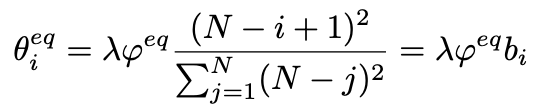 θ_i^{eq} = λφ^{eq} \frac{(N − i + 1)^2}{\sum_{j=1}^{N}(N − j)^2} = λφ^{eq} b_i